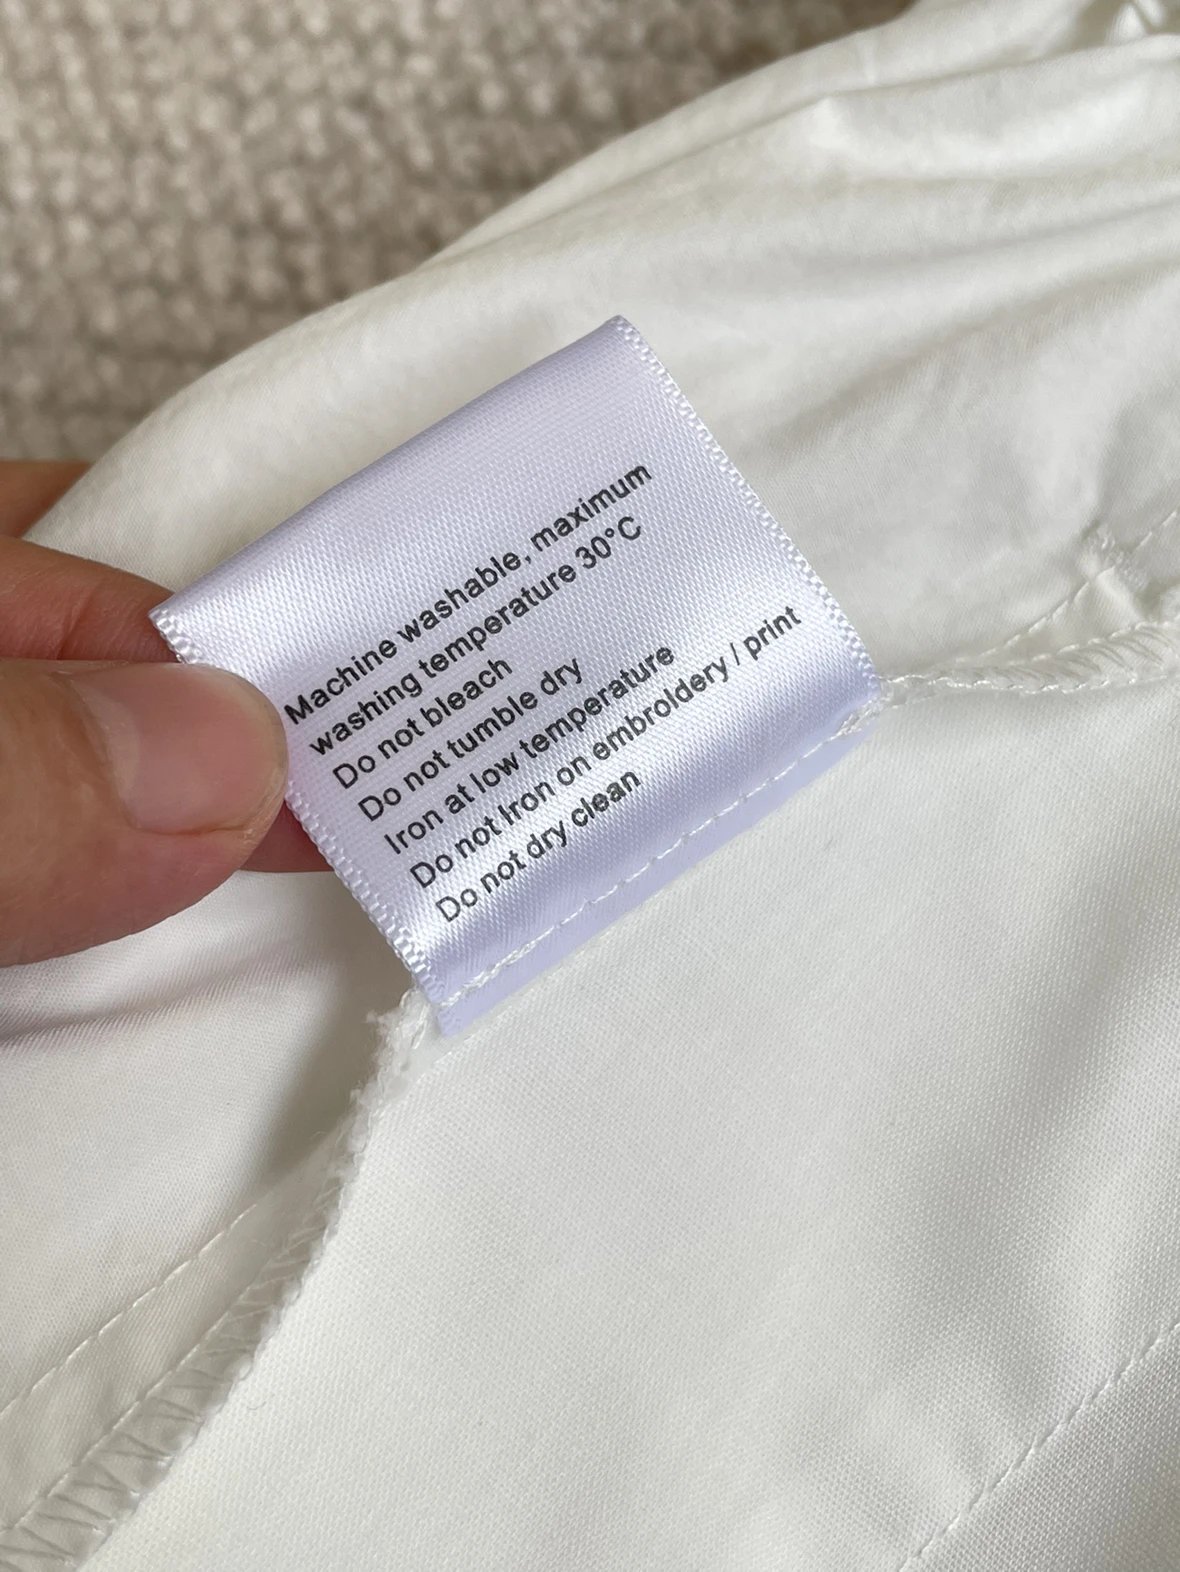 Machine washable, maximum
washing temperature 30°C
Do not bleach
Do not tumble dry
Iron at low temperature
Do not Iron on embroldery / print
Do not dry clean